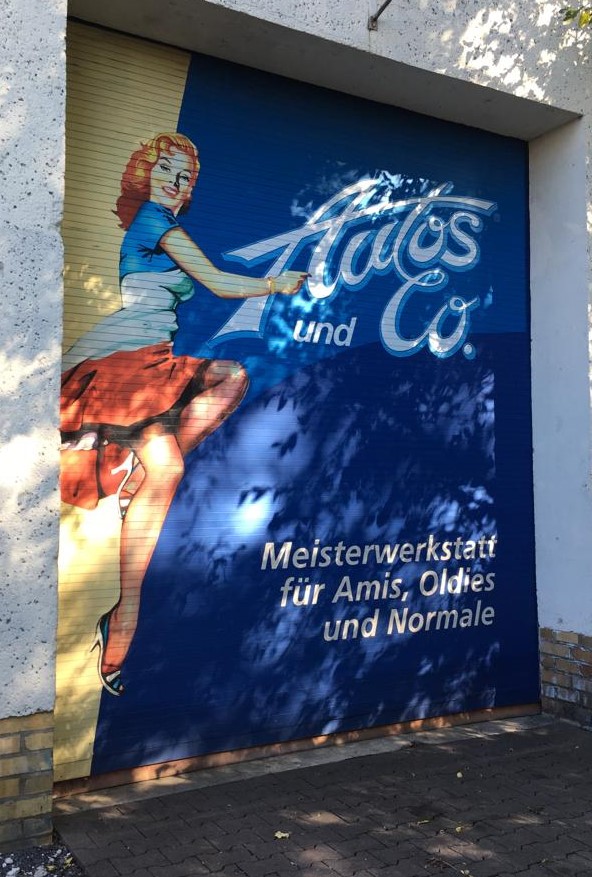 Autos
und Co.
Meisterwerkstatt
für Amis, Oldies
und Normale